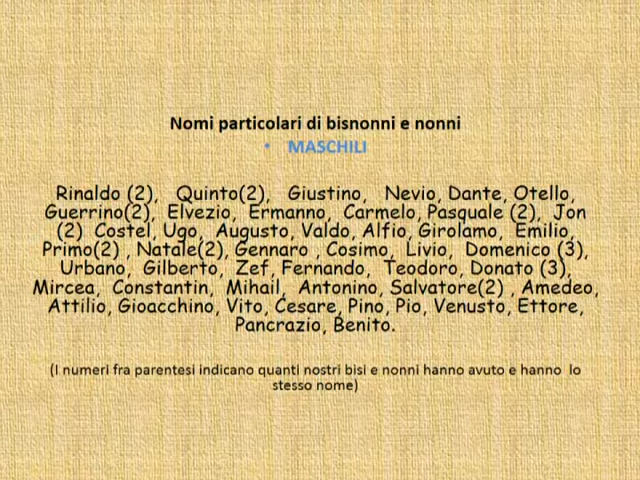 Nomi particolari di bisnonni e nonni
• MASCHILI
Rinaldo (2), Quinto(2), Giustino, Nevio, Dante, Otello,
Guerrino(2), Elvezio, Ermanno, Carmelo, Pasquale (2), Jon
(2) Costel, Ugo, Augusto, Valdo, Alfio, Girolamo, Emilio,
Primo(2) , Natale(2), Gennaro , Cosimo, Livio, Domenico (3),
Urbano, Gilberto, Zef, Fernando, Teodoro, Donato (3),
Mircea, Constantin, Mihail, Antonino, Salvatore(2) , Amedeo,
Attilio, Gioacchino, Vito, Cesare, Pino, Pio, Venusto, Ettore,
Pancrazio, Benito.
(I numeri fra parentesi indicano quanti nostri bisi e nonni hanno avuto e hanno lo
stesso nome)